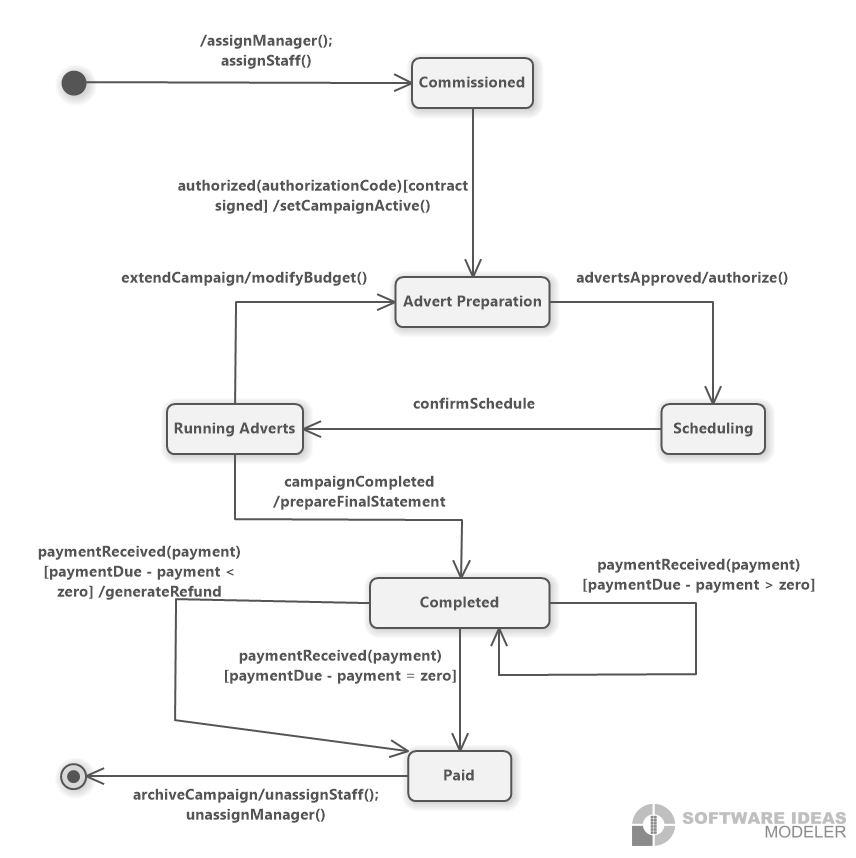 /assignManager();
assignStaff()
Commissioned
authorized(authorizationCode)[contract
signed] /setCampaignActive()
extendCampaign/modifyBudget()
advertsApproved/authorize()
Advert Preparation
confirmSchedule
Running Adverts
Scheduling
campaignCompleted
/prepareFinalStatement
paymentReceived(payment)
[paymentDue - payment <
zero] /generateRefund
paymentReceived(payment)
[paymentDue - payment > zero]
Completed
paymentReceived(payment)
[paymentDue - payment = zero]
Paid
archiveCampaign/unassignStaff();
unassignManager()
SOFTWARE IDEAS
MODELER